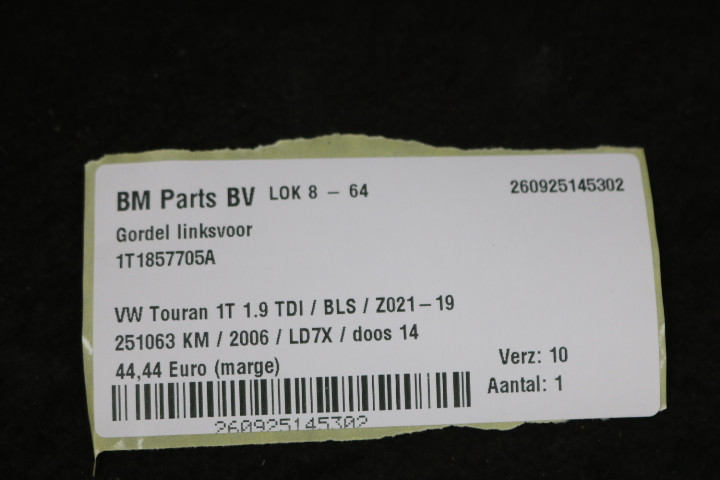 BM Parts BV LOK 8 – 64 260925145302
Gordel linksvoor
1T1857705A
VW Touran 1T 1.9 TDI / BLS / Z021–19
251063 KM / 2006 / LD7X / doos 14
44,44 Euro (marge) Verz: 10
Aantal: 1
260925145302